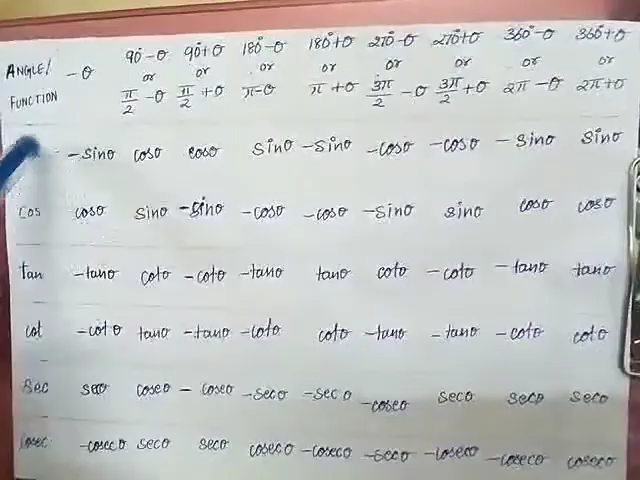 ANGLE/ FUNCTION -θ 90°-θ or π/2 -θ 90°+θ or π/2 +θ 180°-θ or π-θ 180°+θ or π+θ 270°-θ or 3π/2 -θ 270°+θ or 3π/2 +θ 360°-θ or 2π-θ 360°+θ or 2π+θ
-sinθ cosθ cosθ sinθ -sinθ -cosθ -cosθ -sinθ sinθ
cos cosθ sinθ -sinθ -cosθ -cosθ -sinθ sinθ cosθ cosθ
tan -tanθ cotθ -cotθ -tanθ tanθ cotθ -cotθ -tanθ tanθ
cot -cotθ tanθ -tanθ -cotθ cotθ -tanθ -tanθ -cotθ cotθ
sec secθ cosecθ -cosecθ -secθ -secθ -cosecθ secθ secθ secθ
cosec -cosecθ secθ secθ cosecθ -cosecθ -secθ -cosecθ -cosecθ cosecθ